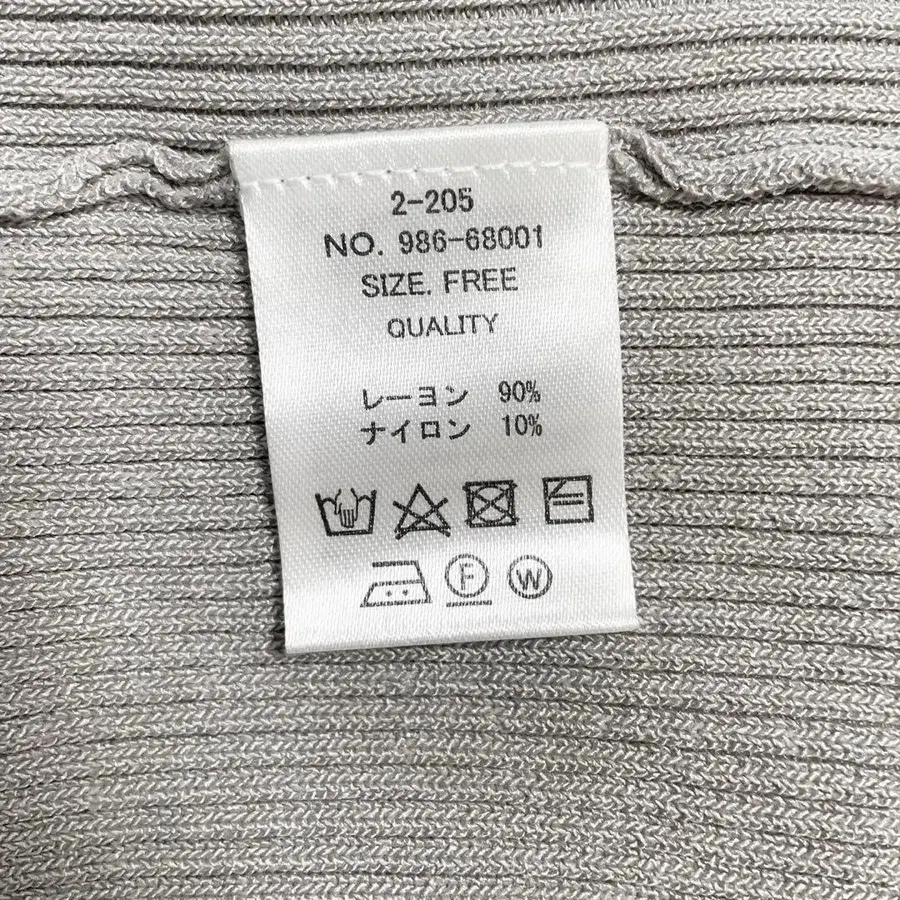 2-205
NO. 986-68001
SIZE. FREE
QUALITY
レーヨン 90%
ナイロン 10%
F W